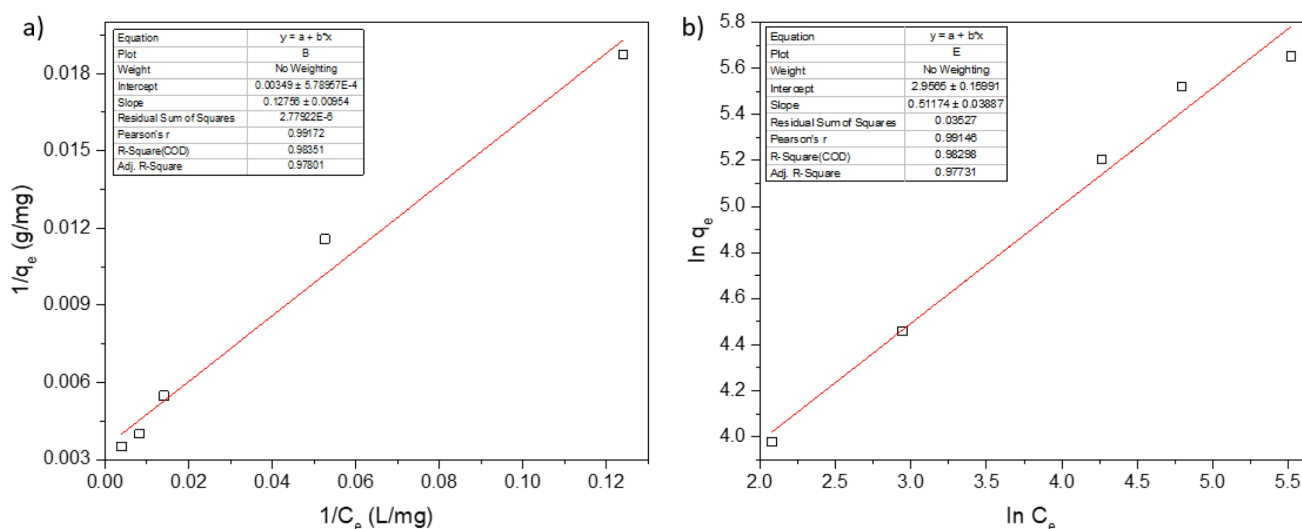 a)
Equation y = a + b*x
Plot B
Weight No Weighting
Intercept 0.00349 ± 5.78957E-4
Slope 0.12756 ± 0.00954
Residual Sum of Squares 2.77922E-6
Pearson's r 0.99172
R-Square(COD) 0.98351
Adj. R-Square 0.97801
0.018
0.015
0.012
0.009
0.006
0.003
1/qe (g/mg)
0.00 0.02 0.04 0.06 0.08 0.10 0.12
1/Ce (L/mg)
b)
Equation y = a + b*x
Plot E
Weight No Weighting
Intercept 2.9565 ± 0.15991
Slope 0.51174 ± 0.03887
Residual Sum of Squares 0.03527
Pearson's r 0.99146
R-Square(COD) 0.98298
Adj. R-Square 0.97731
5.8
5.6
5.4
5.2
5.0
4.8
4.6
4.4
4.2
4.0
ln qe
2.0 2.5 3.0 3.5 4.0 4.5 5.0 5.5
ln Ce